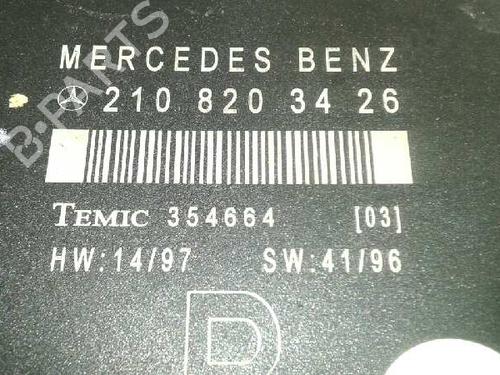 MERCEDES BENZ
210 820 34 26
TEMIC 354664 [03]
HW:14/97 SW:41/96
D
B-PARTS